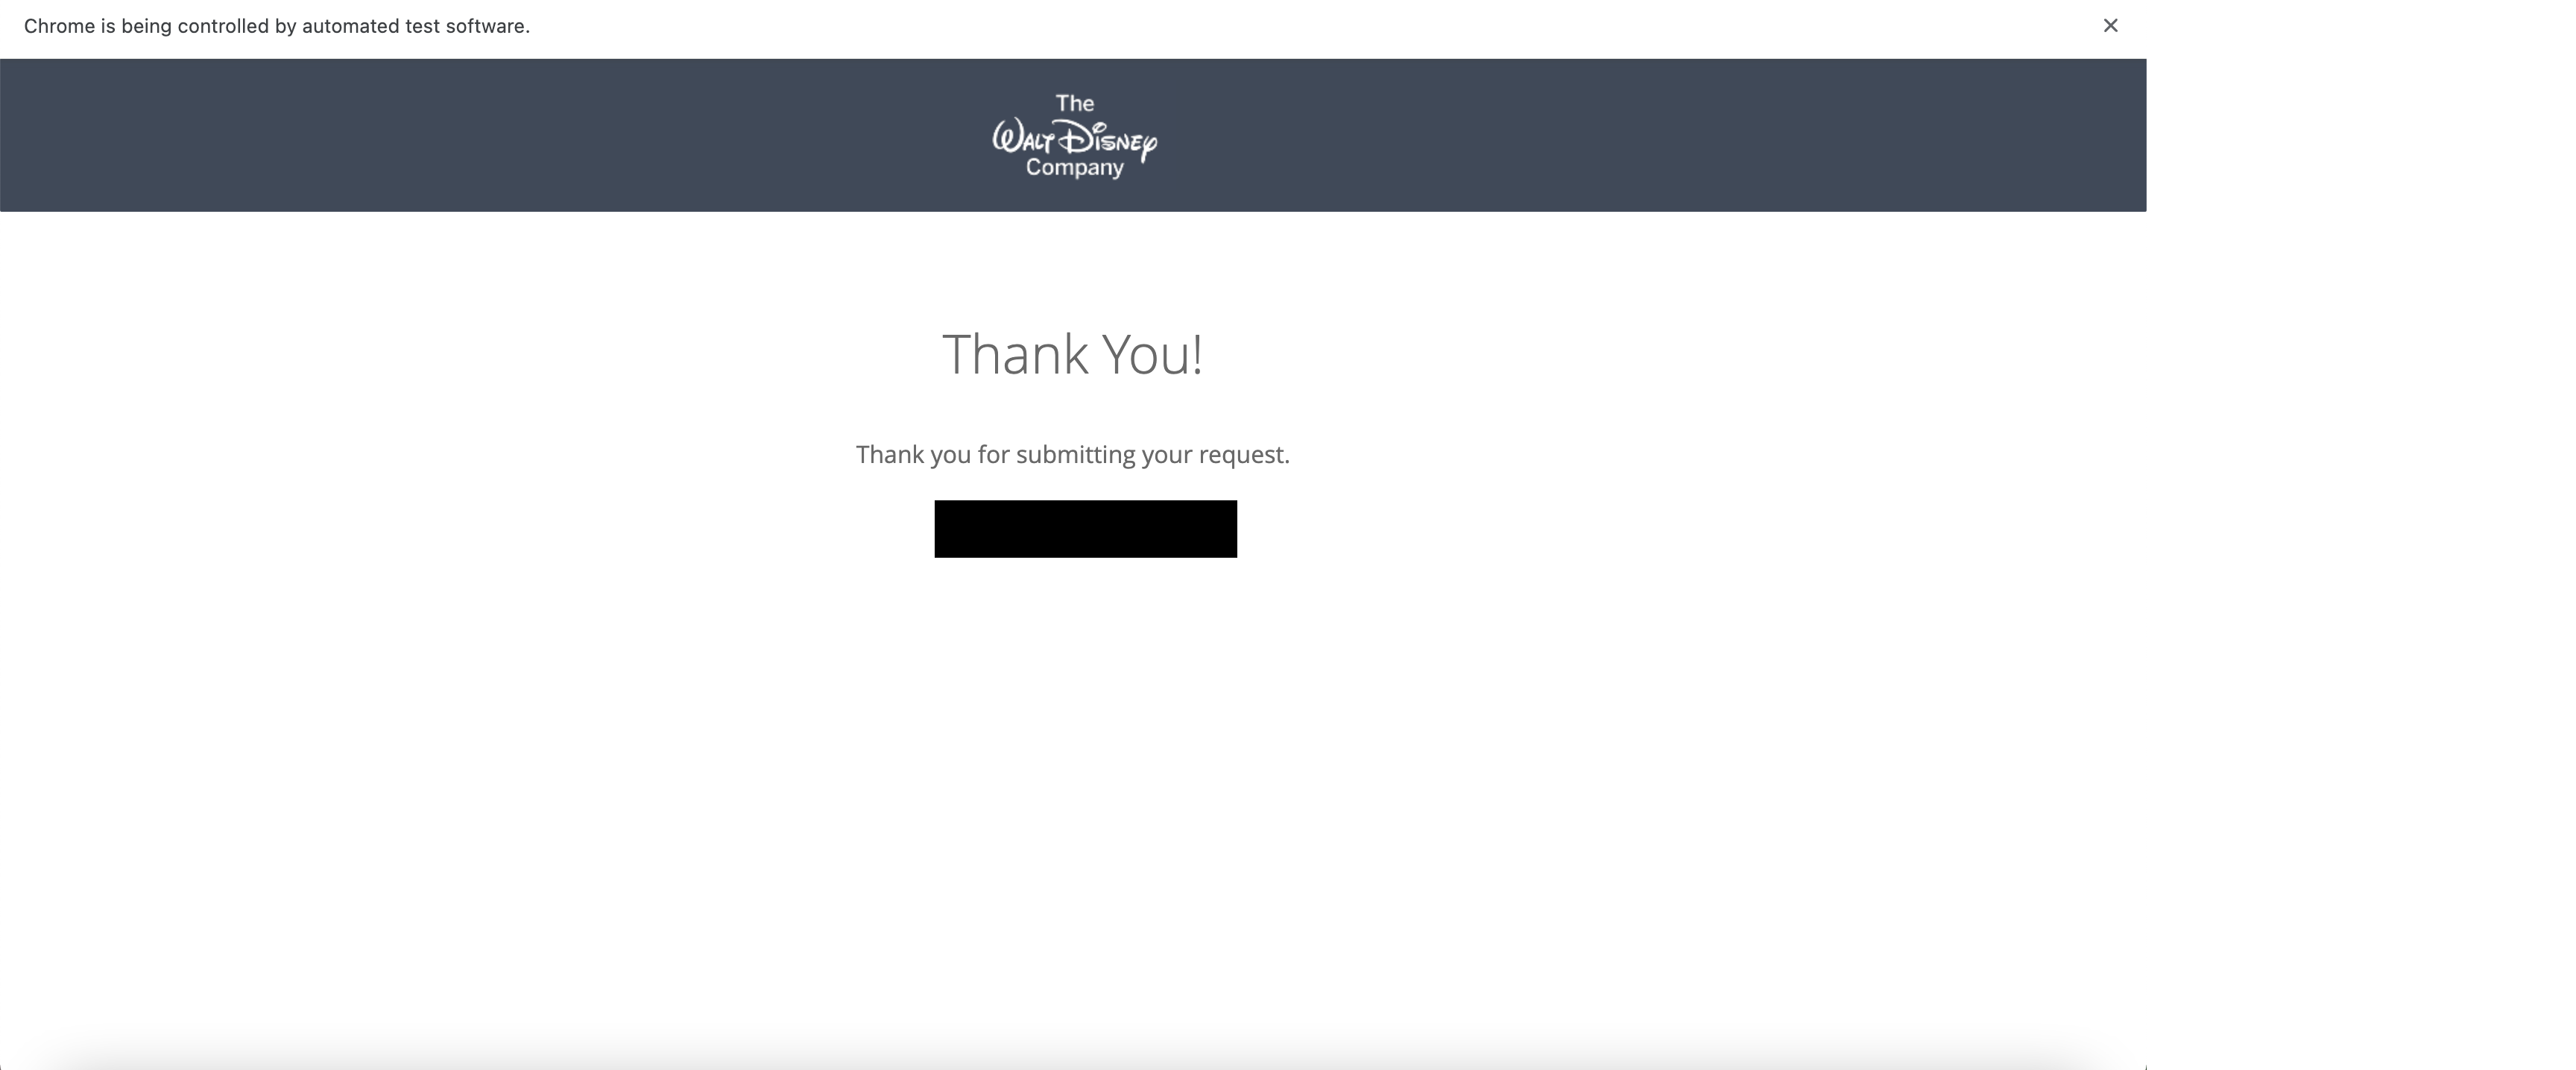 Chrome is being controlled by automated test software.
The
WALT DISNEY
Company
Thank You!
Thank you for submitting your request.